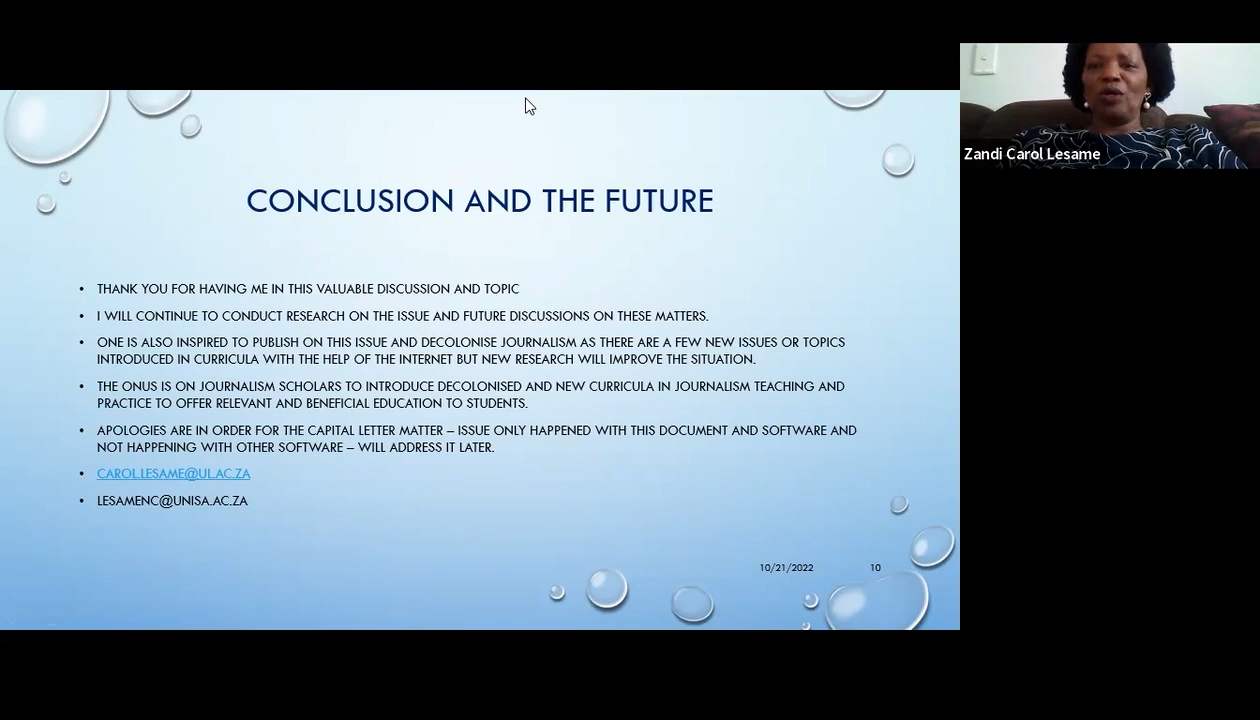 CONCLUSION AND THE FUTURE
• THANK YOU FOR HAVING ME IN THIS VALUABLE DISCUSSION AND TOPIC
• I WILL CONTINUE TO CONDUCT RESEARCH ON THE ISSUE AND FUTURE DISCUSSIONS ON THESE MATTERS.
• ONE IS ALSO INSPIRED TO PUBLISH ON THIS ISSUE AND DECOLONISE JOURNALISM AS THERE ARE A FEW NEW ISSUES OR TOPICS
INTRODUCED IN CURRICULA WITH THE HELP OF THE INTERNET BUT NEW RESEARCH WILL IMPROVE THE SITUATION.
• THE ONUS IS ON JOURNALISM SCHOLARS TO INTRODUCE DECOLONISED AND NEW CURRICULA IN JOURNALISM TEACHING AND
PRACTICE TO OFFER RELEVANT AND BENEFICIAL EDUCATION TO STUDENTS.
• APOLOGIES ARE IN ORDER FOR THE CAPITAL LETTER MATTER – ISSUE ONLY HAPPENED WITH THIS DOCUMENT AND SOFTWARE AND
NOT HAPPENING WITH OTHER SOFTWARE – WILL ADDRESS IT LATER.
• CAROL.LESAME@UL.AC.ZA
• LESAMENC@UNISA.AC.ZA
10/21/2022 10
Zandi Carol Lesame